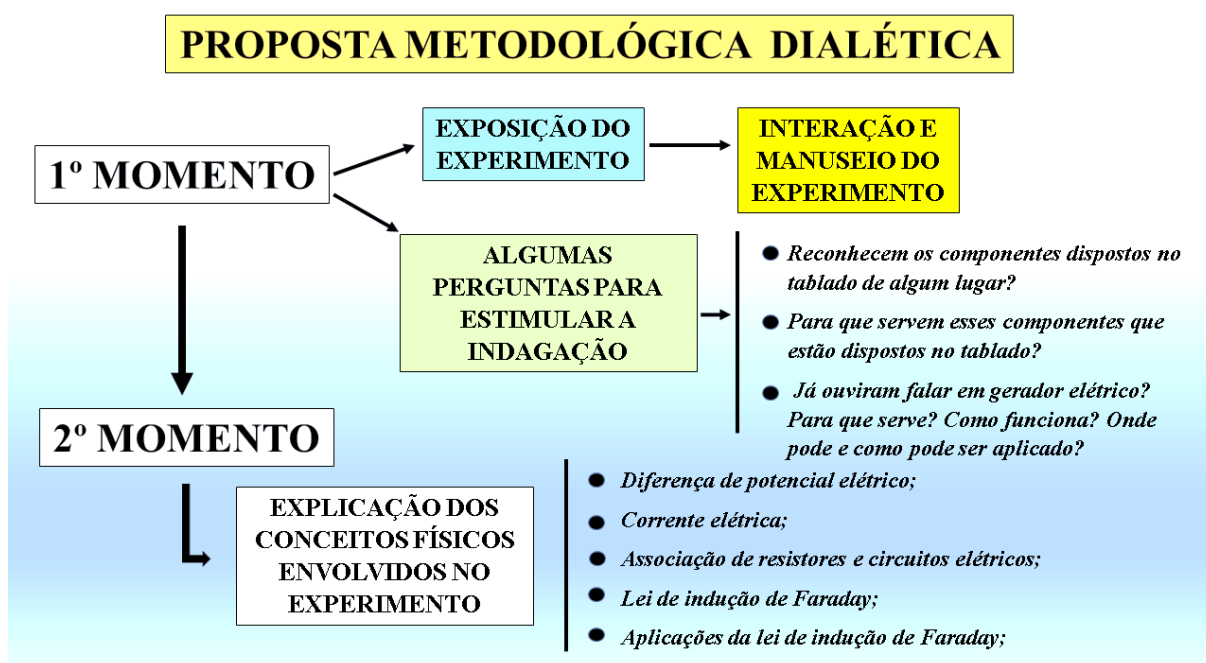 PROPOSTA METODOLÓGICA DIALÉTICA
1º MOMENTO
EXPOSIÇÃO DO
EXPERIMENTO
INTERAÇÃO E
MANUSEIO DO
EXPERIMENTO
ALGUMAS
PERGUNTAS PARA
ESTIMULAR A
INDAGAÇÃO
Reconhecem os componentes dispostos no
tablado de algum lugar?
Para que servem esses componentes que
estão dispostos no tablado?
Já ouviram falar em gerador elétrico?
Para que serve? Como funciona? Onde
pode e como pode ser aplicado?
2º MOMENTO
EXPLICAÇÃO DOS
CONCEITOS FÍSICOS
ENVOLVIDOS NO
EXPERIMENTO
Diferença de potencial elétrico;
Corrente elétrica;
Associação de resistores e circuitos elétricos;
Lei de indução de Faraday;
Aplicações da lei de indução de Faraday;